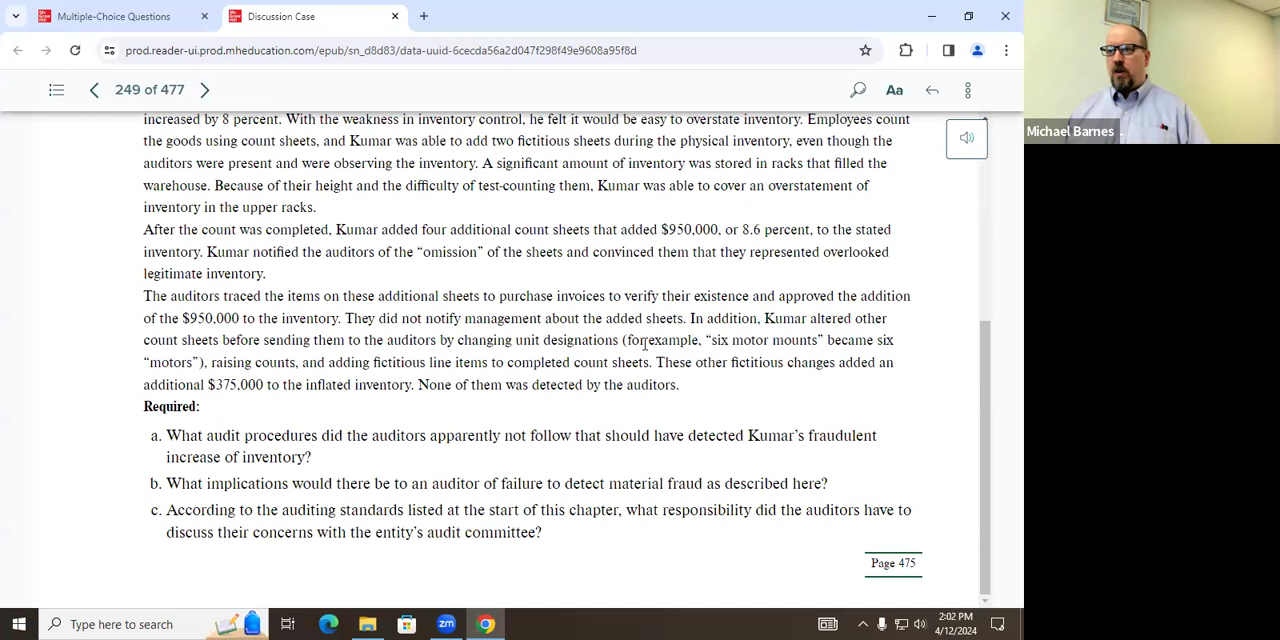 Multiple-Choice Questions
Discussion Case
prod.reader-ui.prod.mheducation.com/epub/sn_d8d83/data-uuid-6cecda56a2d047f298f49e9608a95f8d
249 of 477
Aa
increased by 8 percent. With the weakness in inventory control, he felt it would be easy to overstate inventory. Employees count
the goods using count sheets, and Kumar was able to add two fictitious sheets during the physical inventory, even though the
auditors were present and were observing the inventory. A significant amount of inventory was stored in racks that filled the
warehouse. Because of their height and the difficulty of test-counting them, Kumar was able to cover an overstatement of
inventory in the upper racks.
After the count was completed, Kumar added four additional count sheets that added $950,000, or 8.6 percent, to the stated
inventory. Kumar notified the auditors of the “omission” of the sheets and convinced them that they represented overlooked
legitimate inventory.
The auditors traced the items on these additional sheets to purchase invoices to verify their existence and approved the addition
of the $950,000 to the inventory. They did not notify management about the added sheets. In addition, Kumar altered other
count sheets before sending them to the auditors by changing unit designations (for example, “six motor mounts” became six
“motors”), raising counts, and adding fictitious line items to completed count sheets. These other fictitious changes added an
additional $375,000 to the inflated inventory. None of them was detected by the auditors.
Required:
a. What audit procedures did the auditors apparently not follow that should have detected Kumar’s fraudulent
increase of inventory?
b. What implications would there be to an auditor of failure to detect material fraud as described here?
c. According to the auditing standards listed at the start of this chapter, what responsibility did the auditors have to
discuss their concerns with the entity’s audit committee?
Page 475
Michael Barnes
Type here to search
zm
2:02 PM
4/12/2024